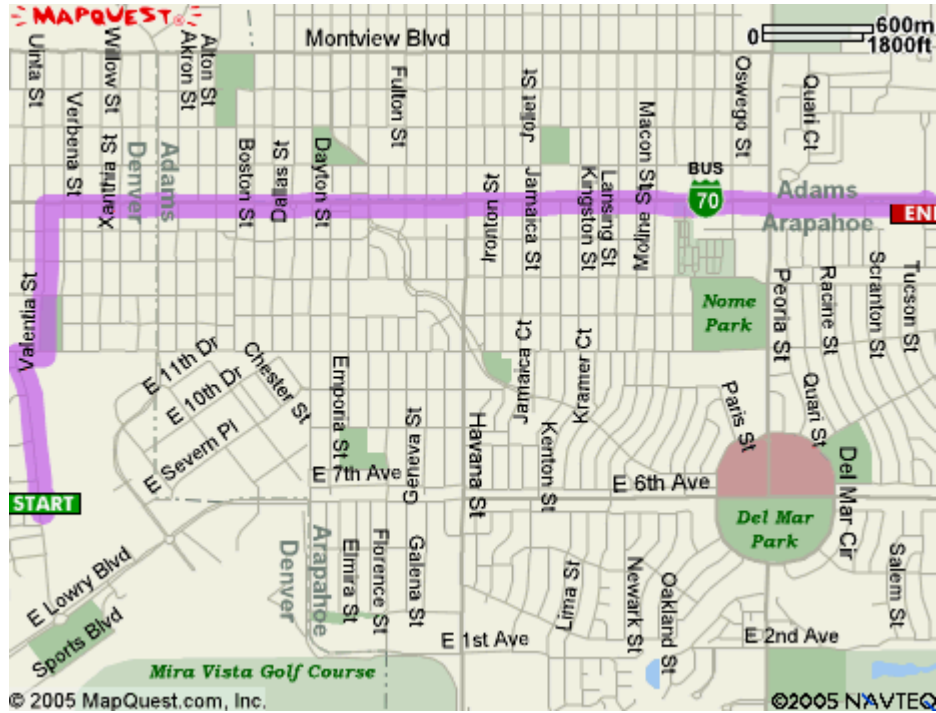 MAPQUEST
600m
0
1800ft
Montview Blvd
Uinta St
Verbena St
Willow St
Xanthia St
Akron St
Alton St
Boston St
Dallas St
Dayton St
Fulton St
Joliet St
Ironton St
Jamaica St
Kingston St
Lansing St
Macon St
Moline St
Oswego St
Quari Ct
Adams
Denver
BUS
70
Adams
Arapahoe
Valentia St
Nome
Park
Peoria St
Racine St
Scranton St
Tucson St
E 11th Dr
E 10th Dr
E Severn Pl
Chester St
Emporia St
Geneva St
Havana St
Jamaica Ct
Kenton St
Kramer Ct
Paris St
Quari St
Del Mar Cir
E 7th Ave
E 6th Ave
START
Del Mar
Park
Arapahoe
Denver
Elmira St
Florence St
Galena St
Lima St
Newark St
Oakland St
Salem St
E Lowry Blvd
Sports Blvd
E 1st Ave
E 2nd Ave
Mira Vista Golf Course
© 2005 MapQuest.com, Inc.